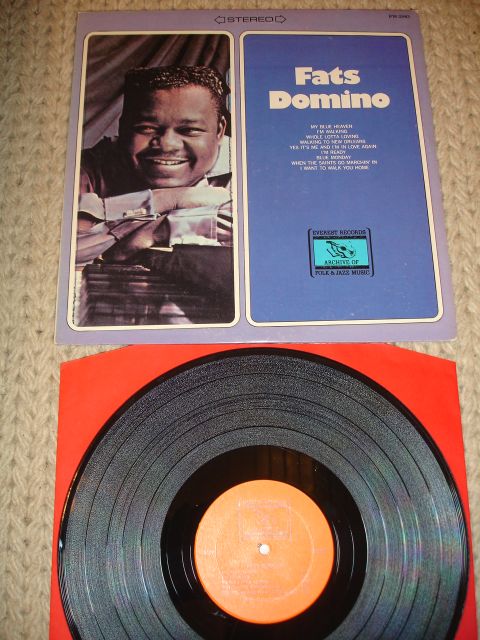 STEREO
Fats
Domino
MY BLUE HEAVEN
I'M WALKING
WHOLE LOTTA LOVING
WALKING TO NEW ORLEANS
YES IT'S ME AND I'M IN LOVE AGAIN
I'M READY
BLUE MONDAY
WHEN THE SAINTS GO MARCHIN' IN
I WANT TO WALK YOU HOME
EVEREST RECORDS
ARCHIVE OF
FOLK & JAZZ MUSIC